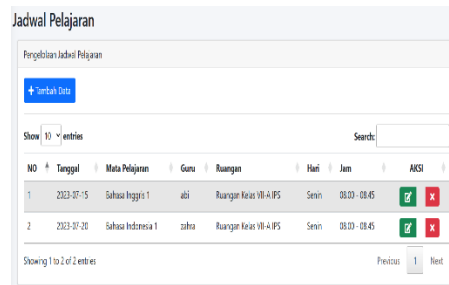 Jadwal Pelajaran
Pengelolaan Jadwal Pelajaran
+ Tambah Data
Show 10 entries Search:
NO Tanggal Mata Pelajaran Guru Ruangan Hari Jam AKSI
1 2023-07-15 Bahasa Inggris 1 abi Ruangan Kelas VII-A IPS Senin 08.00 - 08.45
2 2023-07-20 Bahasa Indonesia 1 zahra Ruangan Kelas VII-A IPS Senin 08.00 - 08.45
Showing 1 to 2 of 2 entries Previous 1 Next